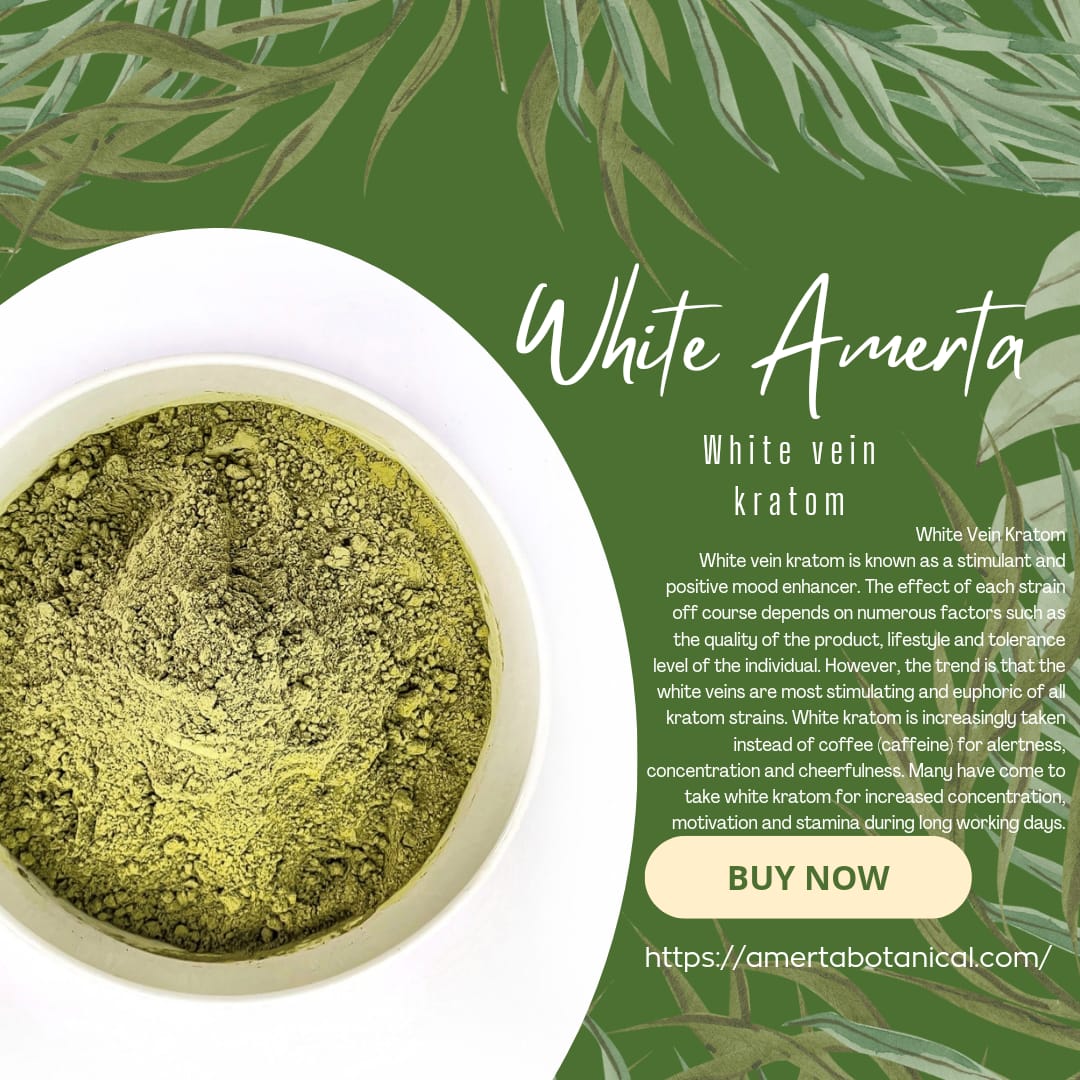 White Amerta
White vein
kratom
White Vein Kratom
White vein kratom is known as a stimulant and
positive mood enhancer. The effect of each strain
off course depends on numerous factors such as
the quality of the product, lifestyle and tolerance
level of the individual. However, the trend is that the
white veins are most stimulating and euphoric of all
kratom strains. White kratom is increasingly taken
instead of coffee (caffeine) for alertness,
concentration and cheerfulness. Many have come to
take white kratom for increased concentration,
motivation and stamina during long working days.
BUY NOW
https://amertabotanical.com/